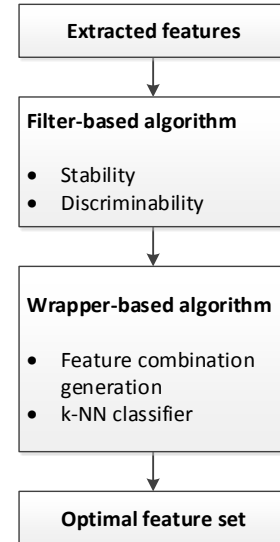 Extracted features
Filter-based algorithm
• Stability
• Discriminability
Wrapper-based algorithm
• Feature combination
generation
• k-NN classifier
Optimal feature set